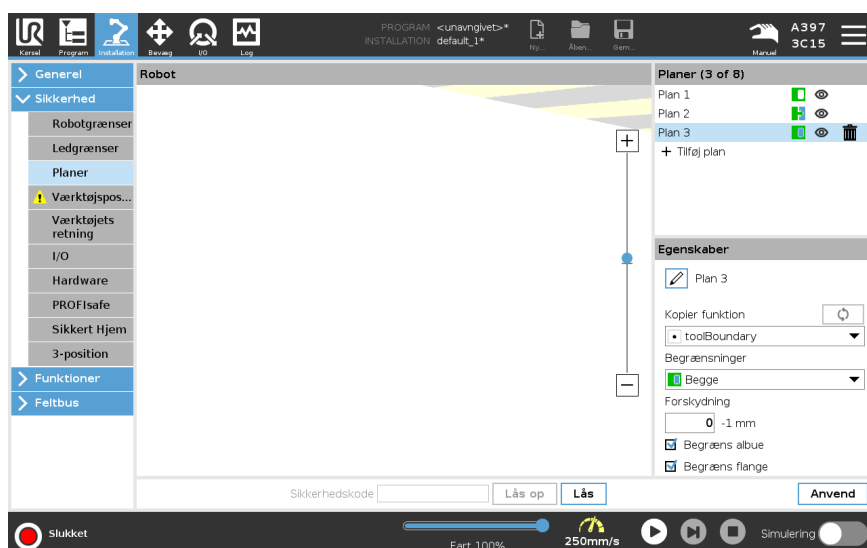 UR
Kørsel
Program
Installation
Bevæg
I/O
Log
PROGRAM <unavngivet>*
INSTALLATION default_1*
Ny...
Åben...
Gem...
Manuel
A397
3C15
Generel
Sikkerhed
Robotgrænser
Ledgrænser
Planer
Værktøjspos...
Værktøjets
retning
I/O
Hardware
PROFIsafe
Sikkert Hjem
3-position
Funktioner
Feltbus
Robot
Planer (3 of 8)
Plan 1
Plan 2
Plan 3
Tilføj plan
Egenskaber
Plan 3
Kopier funktion
toolBoundary
Begrænsninger
Begge
Forskydning
0 -1 mm
Begræns albue
Begræns flange
Sikkerhedskode
Lås op
Lås
Anvend
Slukket
Fart 100%
250mm/s
Simulering